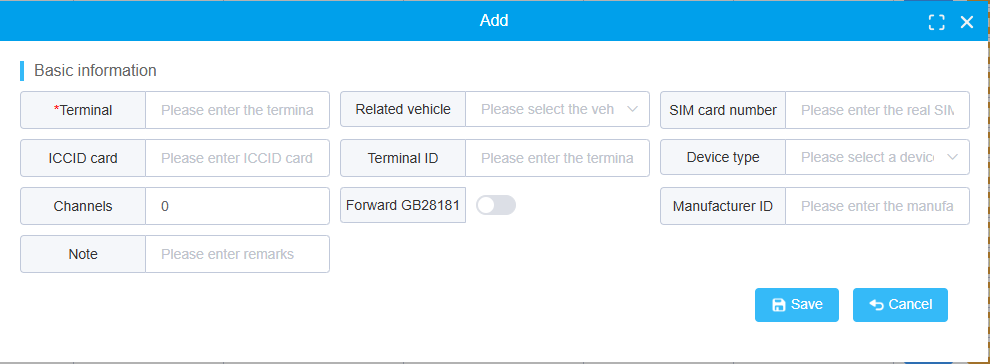 Add
Basic information
*Terminal Please enter the termina Related vehicle Please select the veh SIM card number Please enter the real SIM
ICCID card Please enter ICCID card Terminal ID Please enter the termina Device type Please select a device
Channels 0 Forward GB28181 Manufacturer ID Please enter the manufa
Note Please enter remarks
Save Cancel